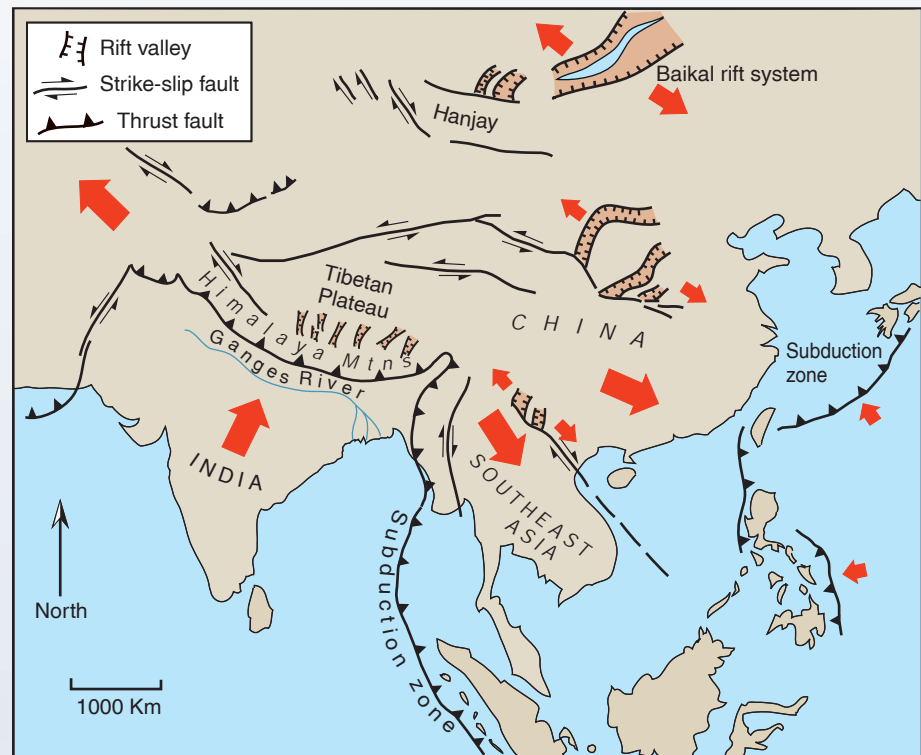 Rift valley
Strike-slip fault
Thrust fault
Baikal rift system
Hanjay
Tibetan
Plateau
Himalaya Mtns
CHINA
Ganges River
Subduction
zone
INDIA
SOUTHEAST
ASIA
Subduction zone
North
1000 Km